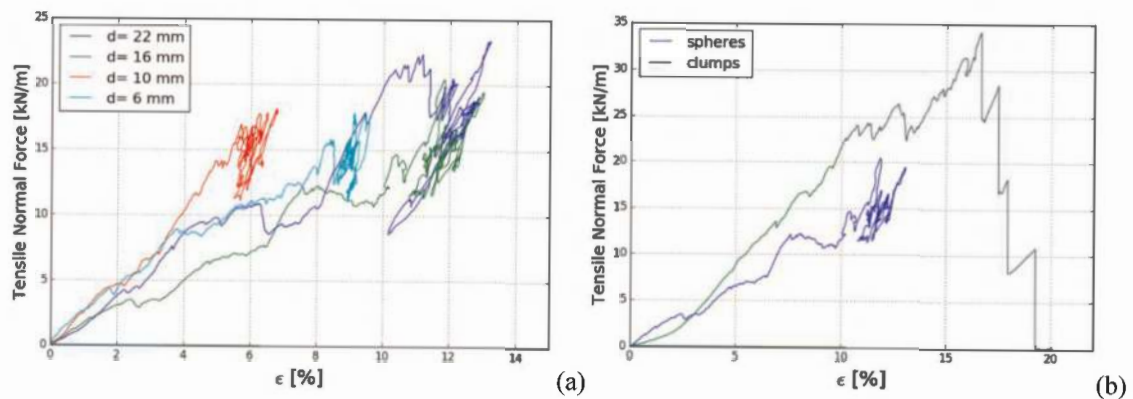 25
20
15
10
5
0
0 2 4 6 8 10 12 14
Tensile Normal Force [kN/m]
ϵ [%]
d= 22 mm
d= 16 mm
d= 10 mm
d= 6 mm
(a)
35
30
25
20
15
10
5
0
0 5 10 15 20
Tensile Normal Force [kN/m]
ϵ [%]
spheres
clumps
(b)